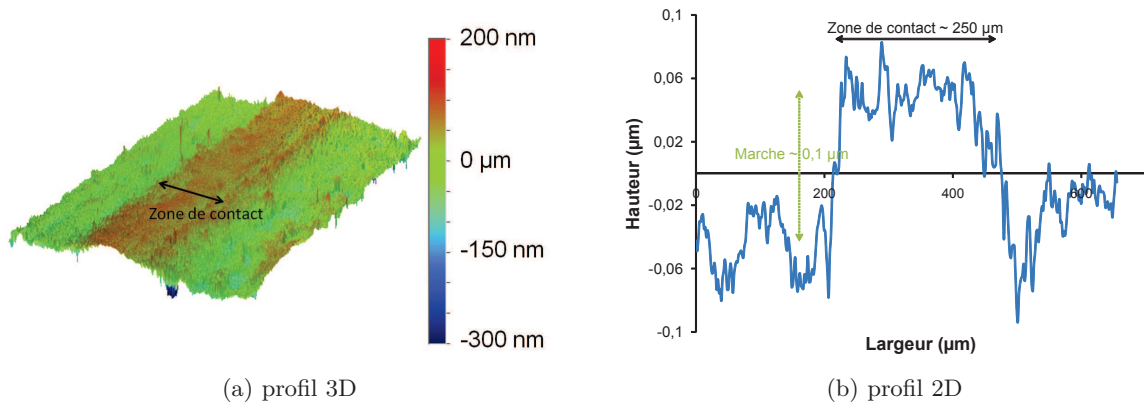 200 nm
0 µm
-150 nm
-300 nm
Zone de contact
(a) profil 3D
0,1
0,06
0,02
-0,02
-0,06
-0,1
0
200
400
600
Hauteur (µm)
Largeur (µm)
Zone de contact ~ 250 µm
Marche ~ 0,1 µm
(b) profil 2D